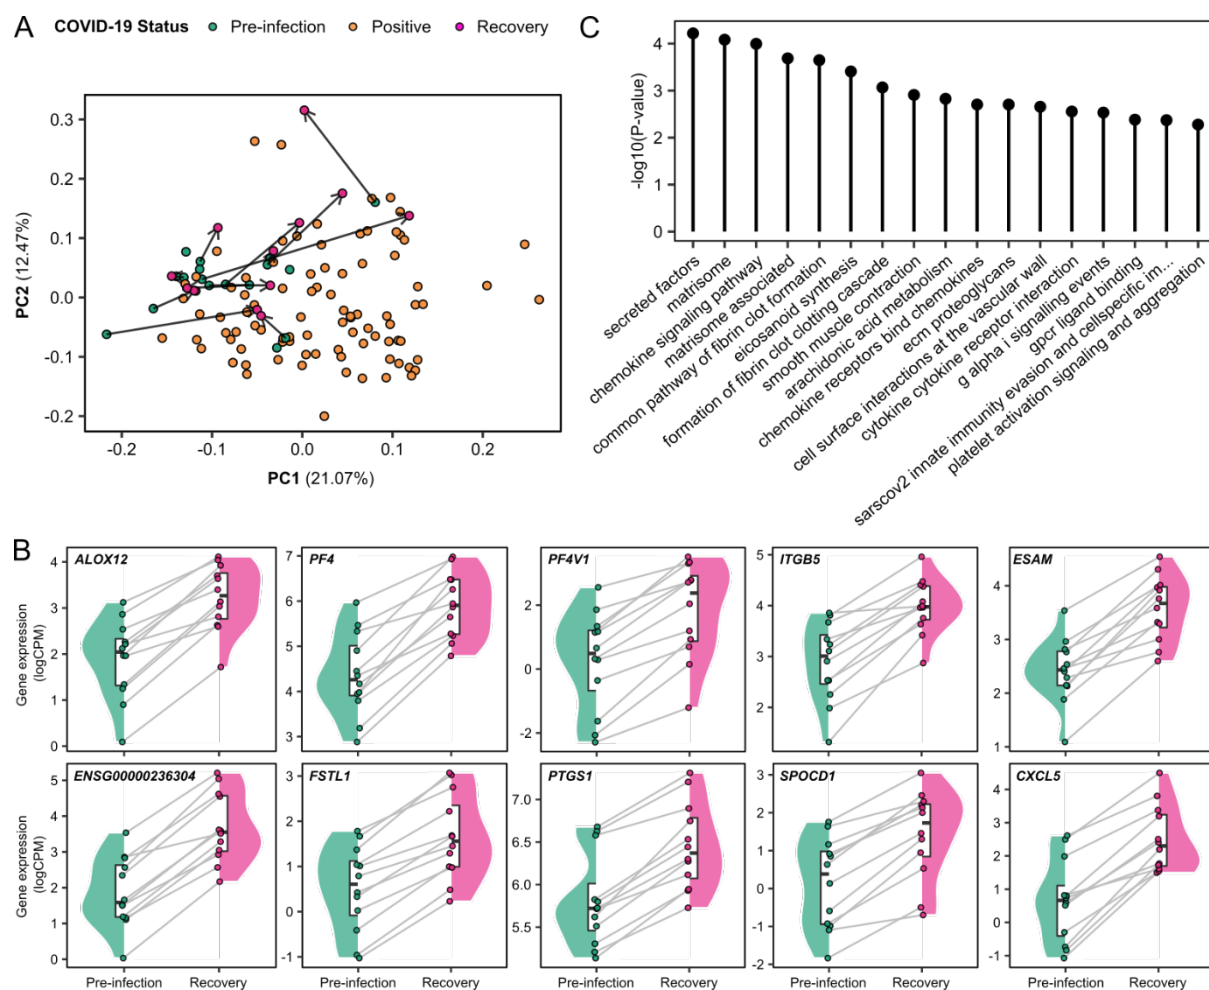 A
COVID-19 Status
Pre-infection
Positive
Recovery
PC2 (12.47%)
0.3
0.2
0.1
0.0
-0.1
-0.2
-0.2
-0.1
0.0
0.1
0.2
PC1 (21.07%)
C
-log10(P-value)
4
3
2
1
0
secreted factors
matrisome
chemokine signaling pathway
matrisome associated
common pathway of fibrin clot formation
eicosanoid synthesis
formation of fibrin clot clotting cascade
smooth muscle contraction
arachidonic acid metabolism
chemokine receptors bind chemokines
ecm proteoglycans
cell surface interactions at the vascular wall
cytokine cytokine receptor interaction
g alpha i signalling events
gpcr ligand binding
sarscov2 innate immunity evasion and cellspecific im...
platelet activation signaling and aggregation
B
Gene expression
(logCPM)
ALOX12
4
3
2
1
0
PF4
7
6
5
4
3
PF4V1
2
0
-2
ITGB5
5
4
3
2
ESAM
4
3
2
1
Gene expression
(logCPM)
ENSG00000236304
5
4
3
2
1
0
FSTL1
3
2
1
0
-1
PTGS1
7.0
6.5
6.0
5.5
SPOCD1
3
2
1
0
-1
-2
CXCL5
4
3
2
1
0
-1
Pre-infection
Recovery
Pre-infection
Recovery
Pre-infection
Recovery
Pre-infection
Recovery
Pre-infection
Recovery